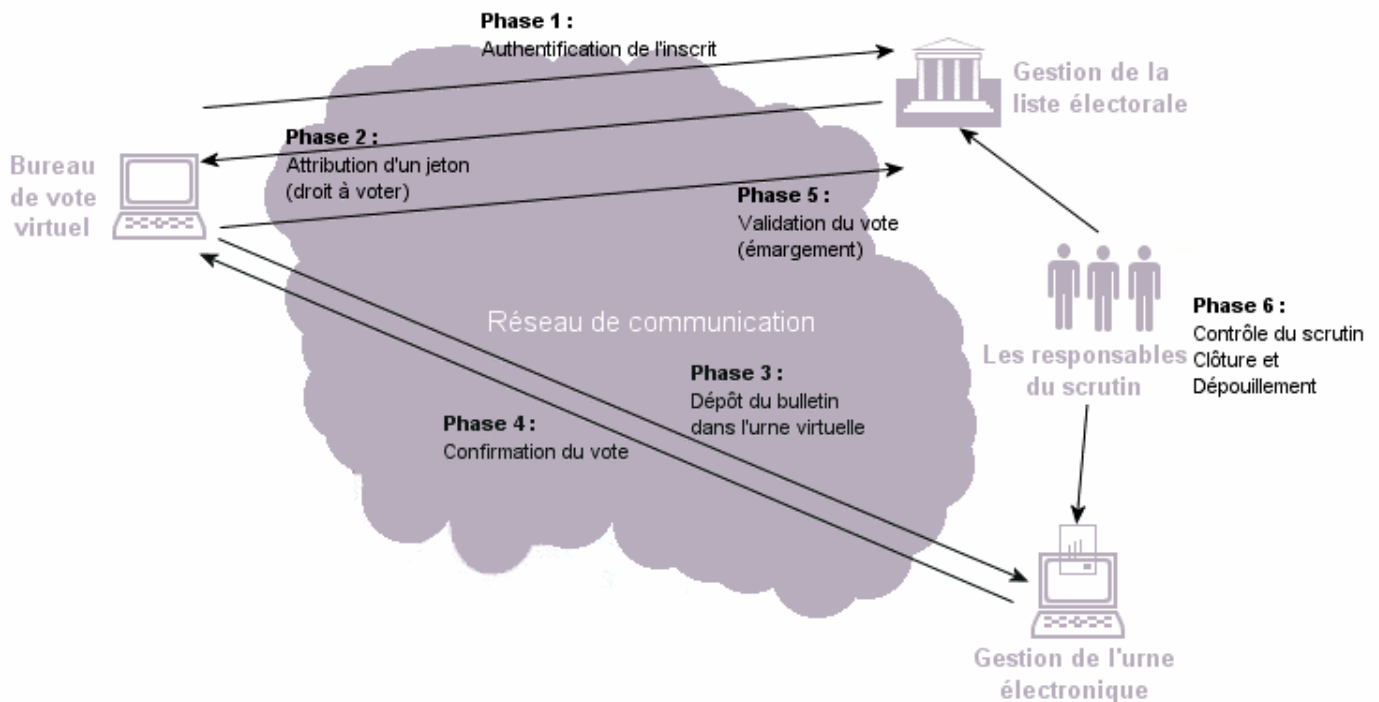 Phase 1 :
Authentification de l'inscrit
Gestion de la
liste électorale
Phase 2 :
Attribution d'un jeton
(droit à voter)
Bureau
de vote
virtuel
Phase 5 :
Validation du vote
(émargement)
Réseau de communication
Phase 6 :
Contrôle du scrutin
Clôture et
Dépouillement
Les responsables
du scrutin
Phase 3 :
Dépôt du bulletin
dans l'urne virtuelle
Phase 4 :
Confirmation du vote
Gestion de l'urne
électronique